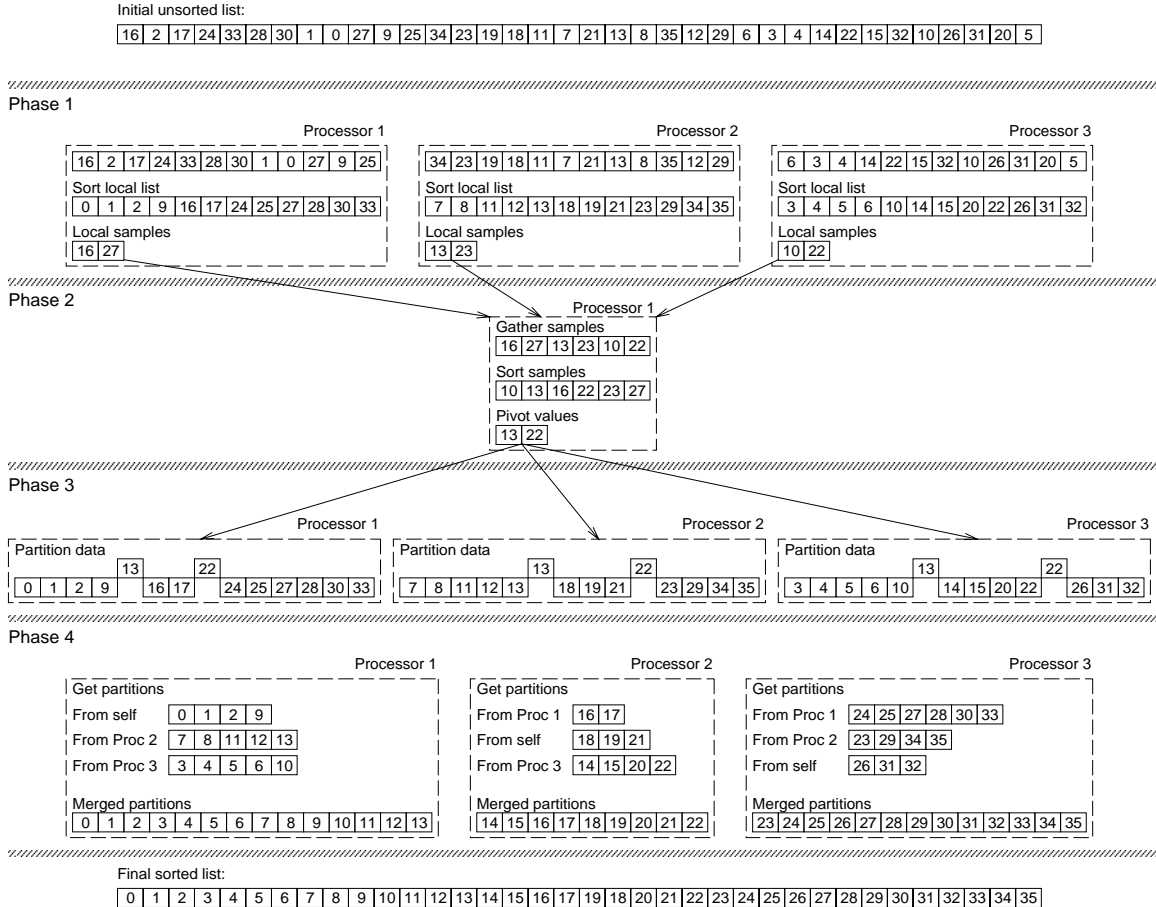 Initial unsorted list:
16 2 17 24 33 28 30 1 0 27 9 25 34 23 19 18 11 7 21 13 8 35 12 29 6 3 4 14 22 15 32 10 26 31 20 5
Phase 1
Processor 1
16 2 17 24 33 28 30 1 0 27 9 25
Sort local list
0 1 2 9 16 17 24 25 27 28 30 33
Local samples
16 27
Processor 2
34 23 19 18 11 7 21 13 8 35 12 29
Sort local list
7 8 11 12 13 18 19 21 23 29 34 35
Local samples
13 23
Processor 3
6 3 4 14 22 15 32 10 26 31 20 5
Sort local list
3 4 5 6 10 14 15 20 22 26 31 32
Local samples
10 22
Phase 2
Processor 1
Gather samples
16 27 13 23 10 22
Sort samples
10 13 16 22 23 27
Pivot values
13 22
Phase 3
Processor 1
Partition data
13 22
0 1 2 9 16 17 24 25 27 28 30 33
Processor 2
Partition data
13 22
7 8 11 12 13 18 19 21 23 29 34 35
Processor 3
Partition data
13 22
3 4 5 6 10 14 15 20 22 26 31 32
Phase 4
Processor 1
Get partitions
From self 0 1 2 9
From Proc 2 7 8 11 12 13
From Proc 3 3 4 5 6 10
Merged partitions
0 1 2 3 4 5 6 7 8 9 10 11 12 13
Processor 2
Get partitions
From Proc 1 16 17
From self 18 19 21
From Proc 3 14 15 20 22
Merged partitions
14 15 16 17 18 19 20 21 22
Processor 3
Get partitions
From Proc 1 24 25 27 28 30 33
From Proc 2 23 29 34 35
From self 26 31 32
Merged partitions
23 24 25 26 27 28 29 30 31 32 33 34 35
Final sorted list:
0 1 2 3 4 5 6 7 8 9 10 11 12 13 14 15 16 17 18 19 20 21 22 23 24 25 26 27 28 29 30 31 32 33 34 35